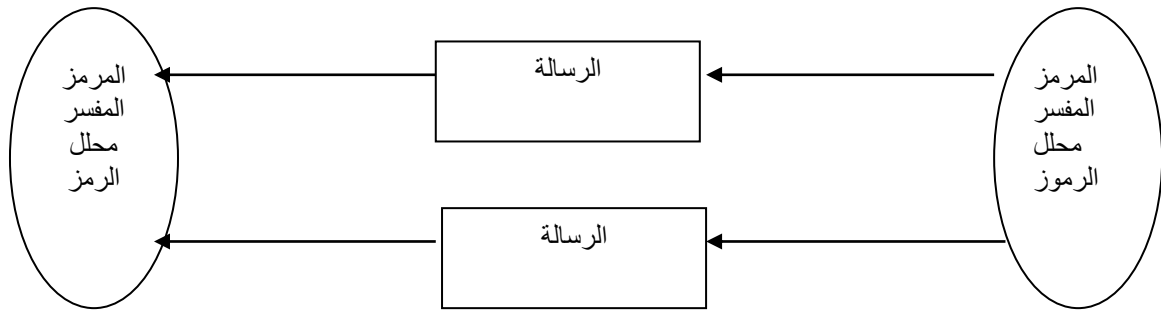 المرمز
المفسر
محلل
الرموز
الرسالة
الرسالة
المرمز
المفسر
محلل
الرمز